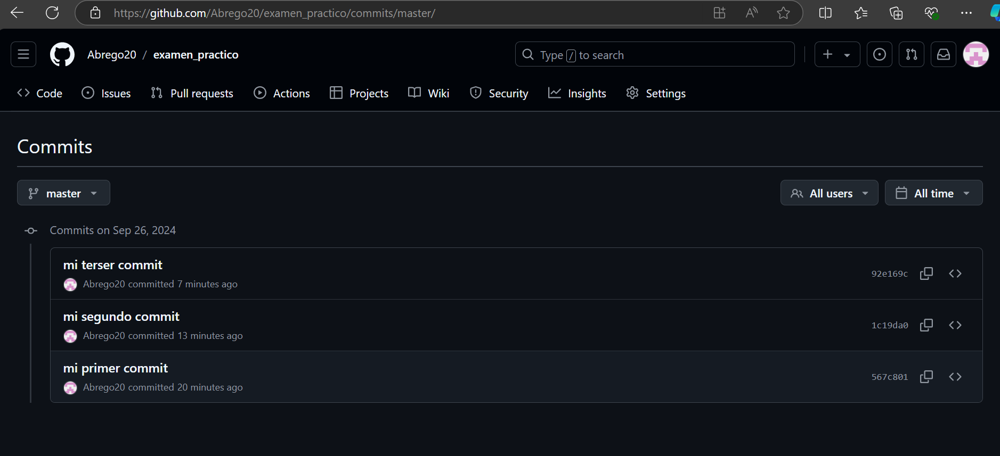 https://github.com/Abrego20/examen_practico/commits/master/
Abrego20 / examen_practico
Type / to search
Code Issues Pull requests Actions Projects Wiki Security Insights Settings
Commits
master
All users All time
Commits on Sep 26, 2024
mi terser commit
Abrego20 committed 7 minutes ago
92e169c
mi segundo commit
Abrego20 committed 13 minutes ago
1c19da0
mi primer commit
Abrego20 committed 20 minutes ago
567c801